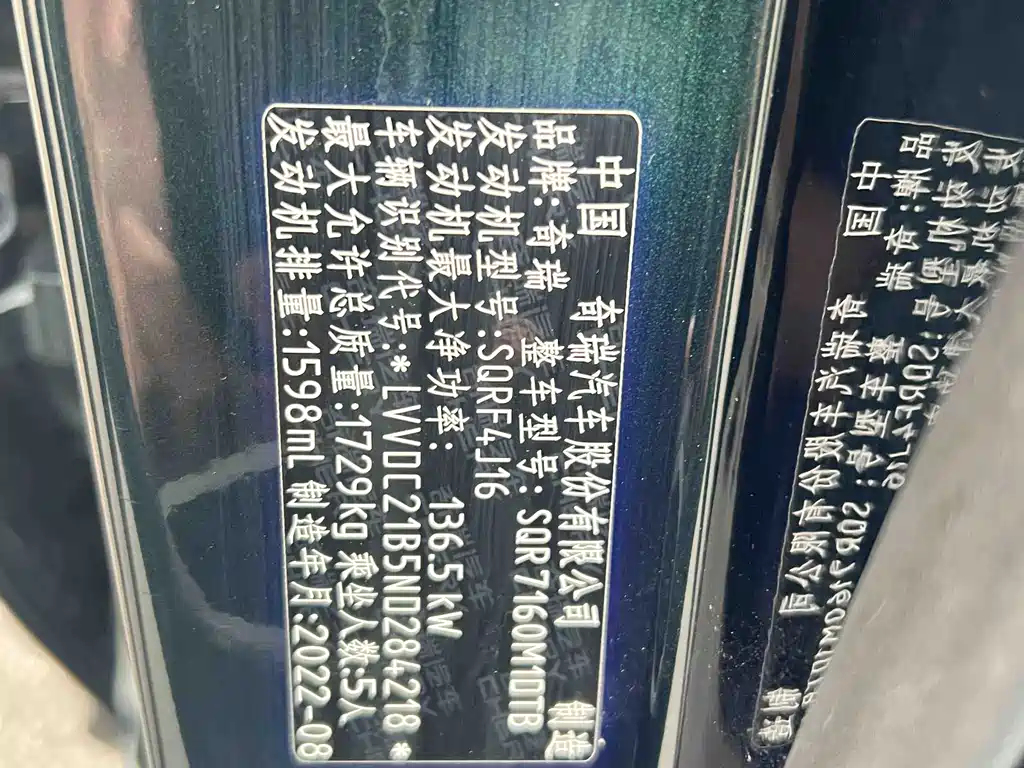 中国 奇瑞汽车股份有限公司 制造
品牌:奇瑞 整车型号:SQR7160M1DTB
发动机型号:SQRF4J16
发动机最大净功率: 136.5kW
车辆识别代号:*LVVDC21B5ND284218*
最大允许总质量:1729kg 乘坐人数:5人
发动机排量:1598mL 制造年月:2022-08